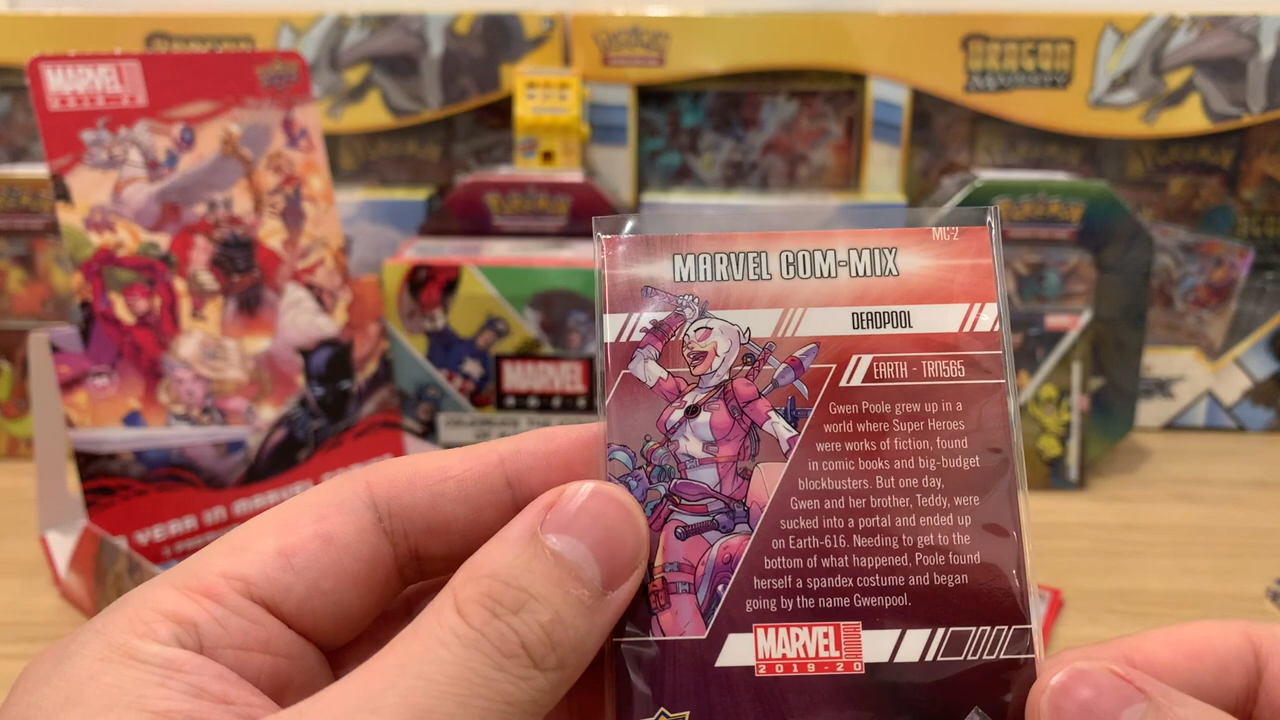 MARVEL
Pokémon
DRAGON
MAJESTY
Pokémon
Pokémon
MARVEL
YEAR IN MARVEL
MC-2
MARVEL COM-MIX
DEADPOOL
EARTH - TRN565
Gwen Poole grew up in a
world where Super Heroes
were works of fiction, found
in comic books and big-budget
blockbusters. But one day,
Gwen and her brother, Teddy, were
sucked into a portal and ended up
on Earth-616. Needing to get to the
bottom of what happened, Poole found
herself a spandex costume and began
going by the name Gwenpool.
MARVEL ANNUAL
2019-20